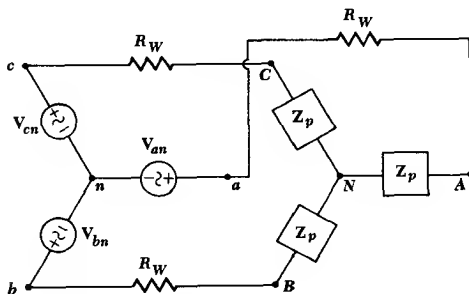 R_W
R_W
c
C
V_cn
+ ~ −
Z_p
V_an
n
− ~ +
a
N
Z_p
A
+ ~ −
V_bn
Z_p
R_W
b
B